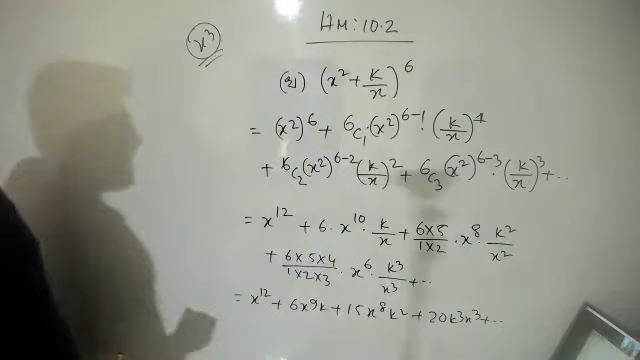 x³
HM: 10.2
(২) (x² + k/x)⁶
= (x²)⁶ + ⁶C₁(x²)⁶⁻¹·(k/x)⁴
+ ⁶C₂(x²)⁶⁻²(k/x)² + ⁶C₃(x²)⁶⁻³·(k/x)³+···
= x¹² + 6·x¹⁰·k/x + 6×5/1×2·x⁸·k²/x²
+ 6×5×4/1×2×3·x⁶·k³/x³+···
= x¹² + 6x⁹k + 15x⁸k² + 20k³x³+···